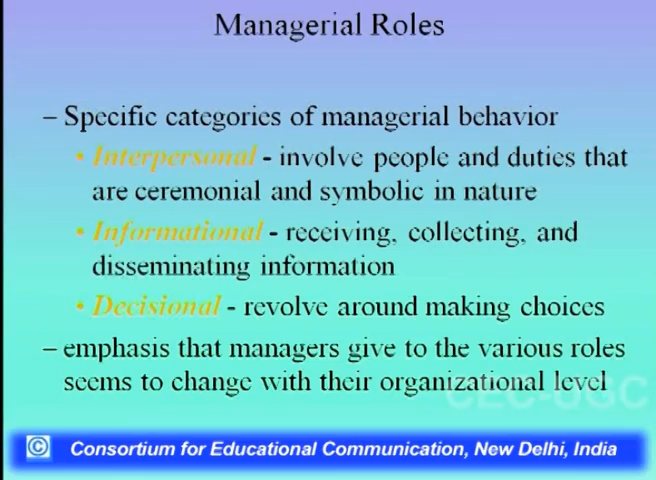 Managerial Roles
– Specific categories of managerial behavior
• Interpersonal - involve people and duties that
are ceremonial and symbolic in nature
• Informational - receiving, collecting, and
disseminating information
• Decisional - revolve around making choices
– emphasis that managers give to the various roles
seems to change with their organizational level
CEC-UGC
© Consortium for Educational Communication, New Delhi, India